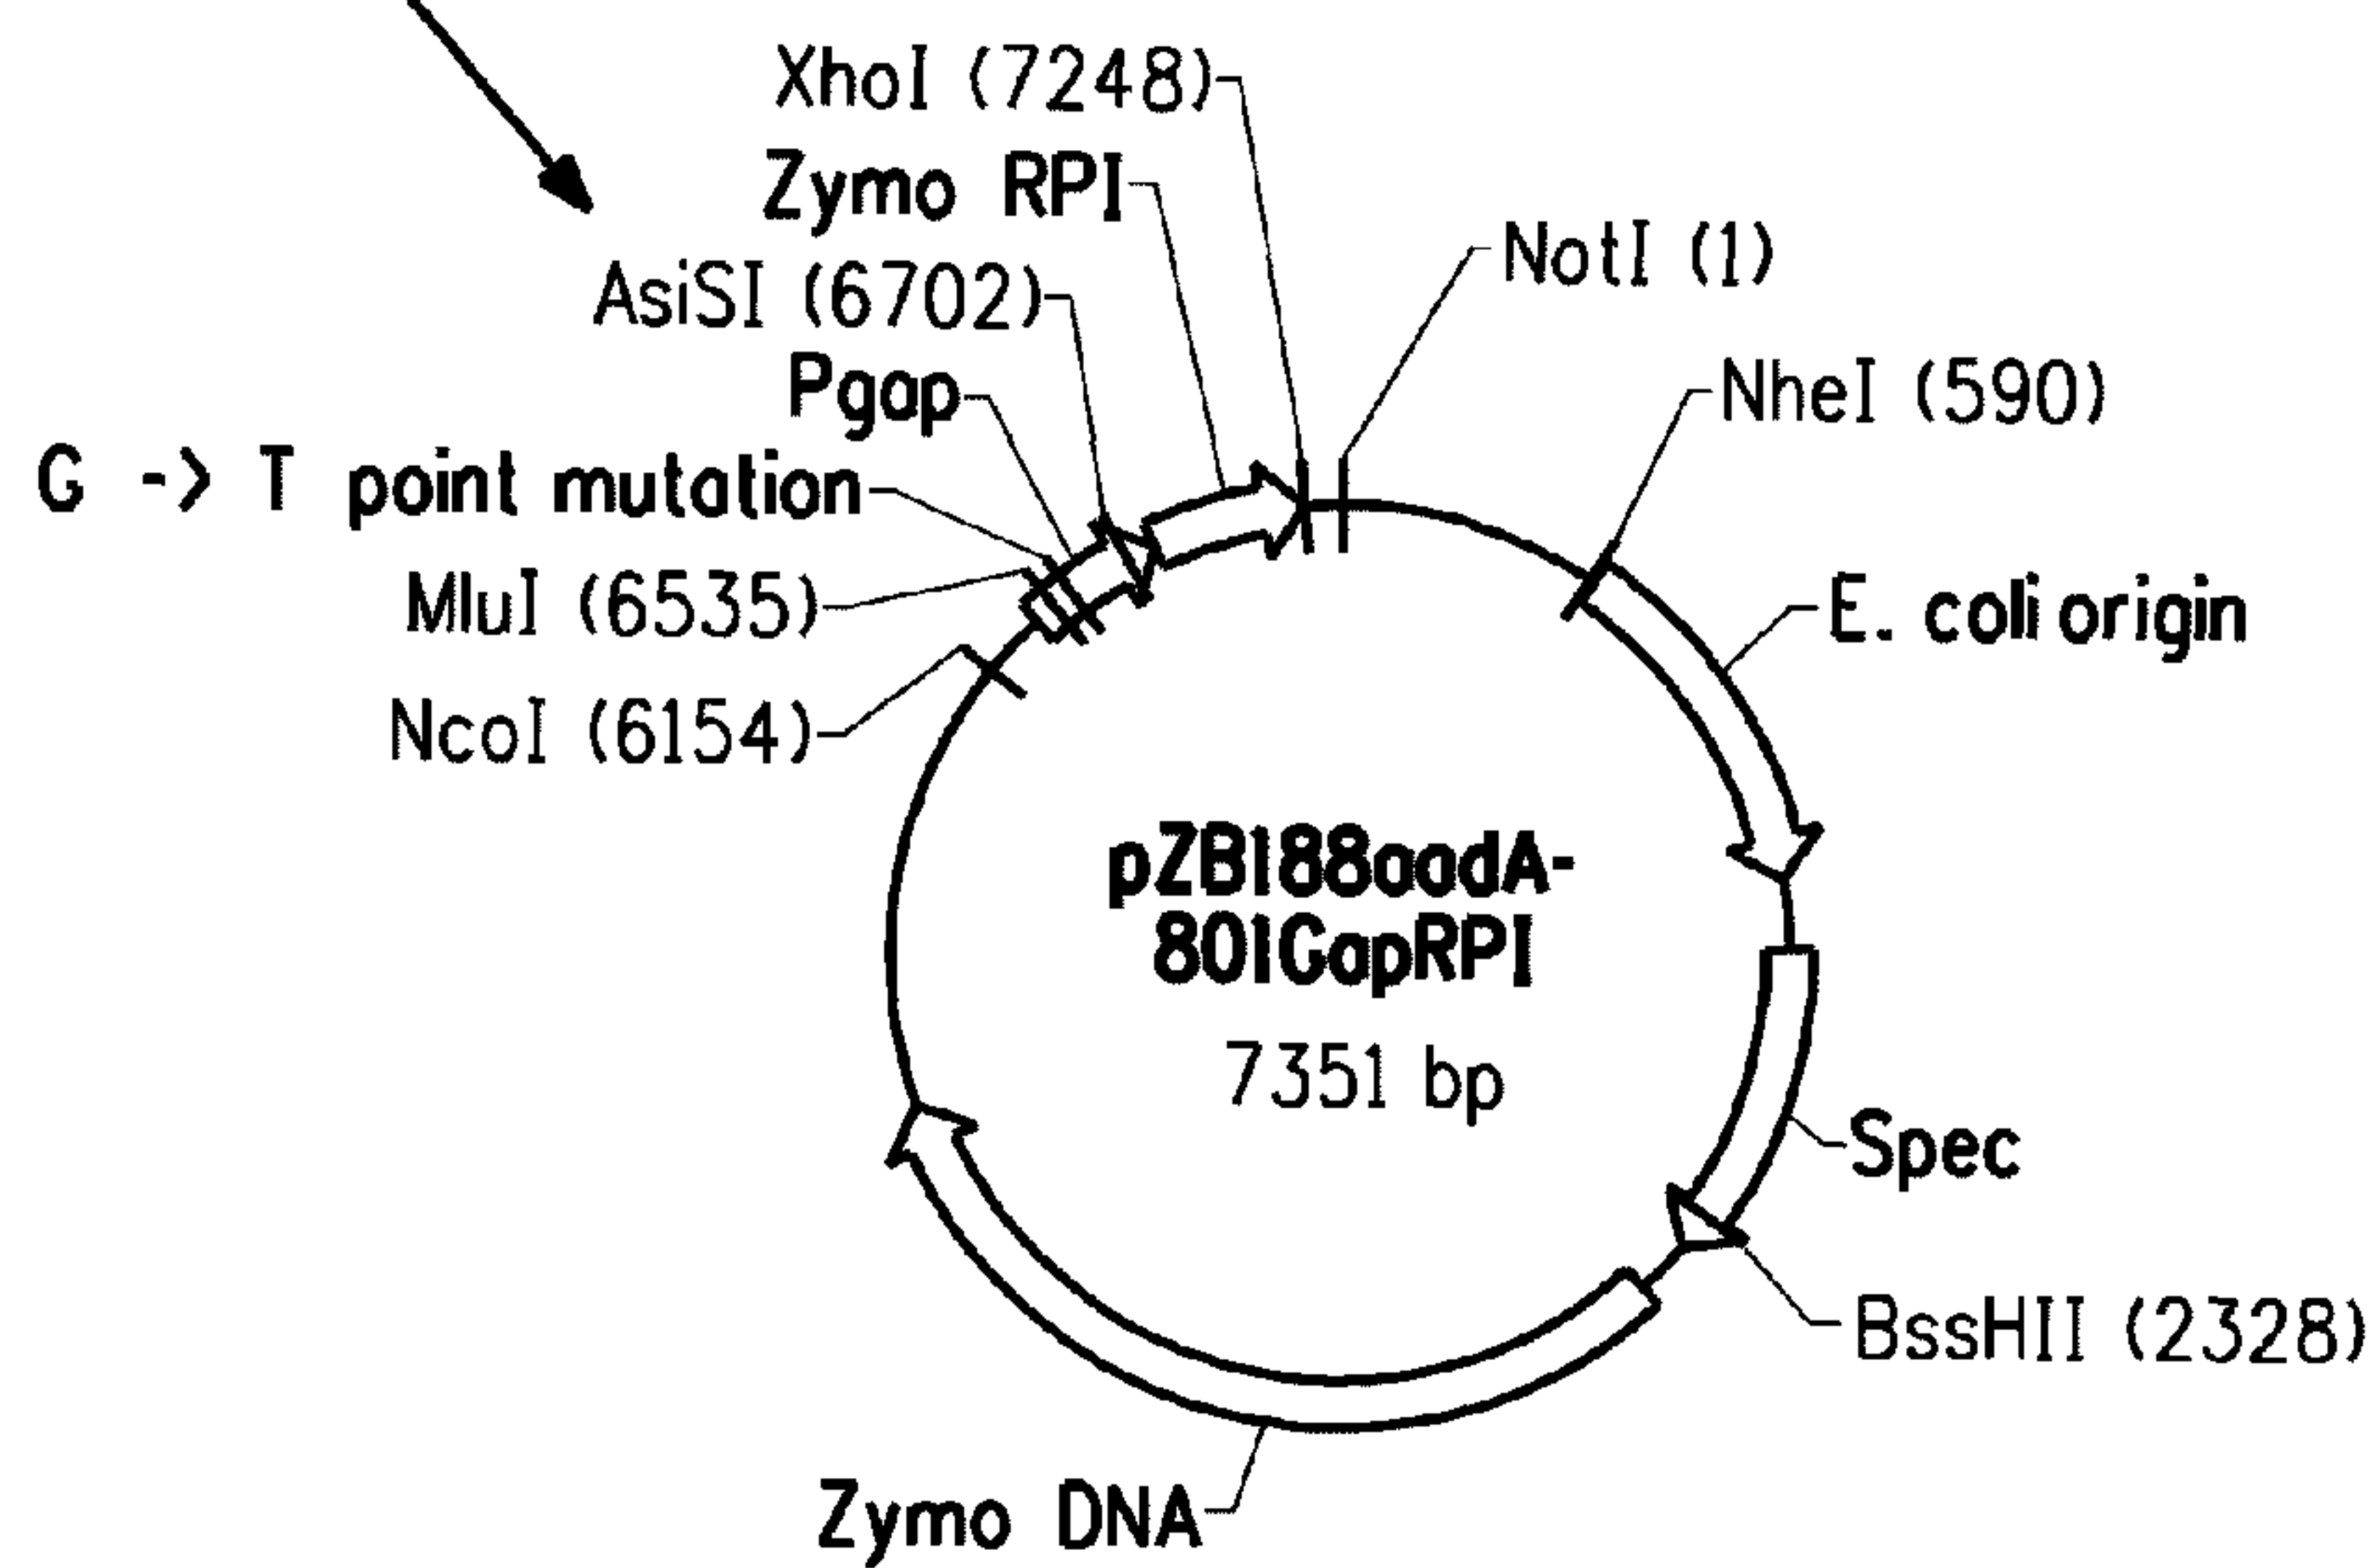 XhoI (7248)
Zymo RPI
NotI (1)
AsiSI (6702)
Pgap
NheI (590)
G -> T point mutation
MluI (6535)
E. coli origin
NcoI (6154)
pZB188aadA-
801GapRPI
7351 bp
Spec
BssHII (2328)
Zymo DNA